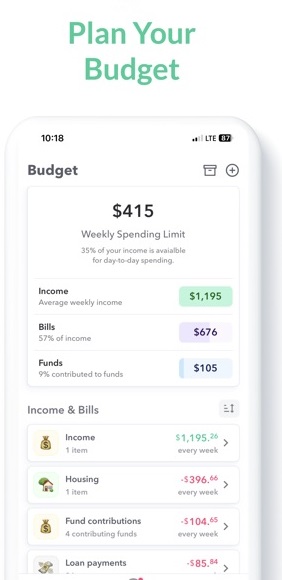 Plan Your
Budget
10:18
LTE 87
Budget
$415
Weekly Spending Limit
35% of your income is avaialble
for day-to-day spending.
Income
Average weekly income
$1,195
Bills
57% of income
$676
Funds
9% contributed to funds
$105
Income & Bills
Income
1 item
$1,195.26
every week
Housing
1 item
-$396.66
every week
Fund contributions
4 contributing funds
-$104.65
every week
Loan payments
-$85.84